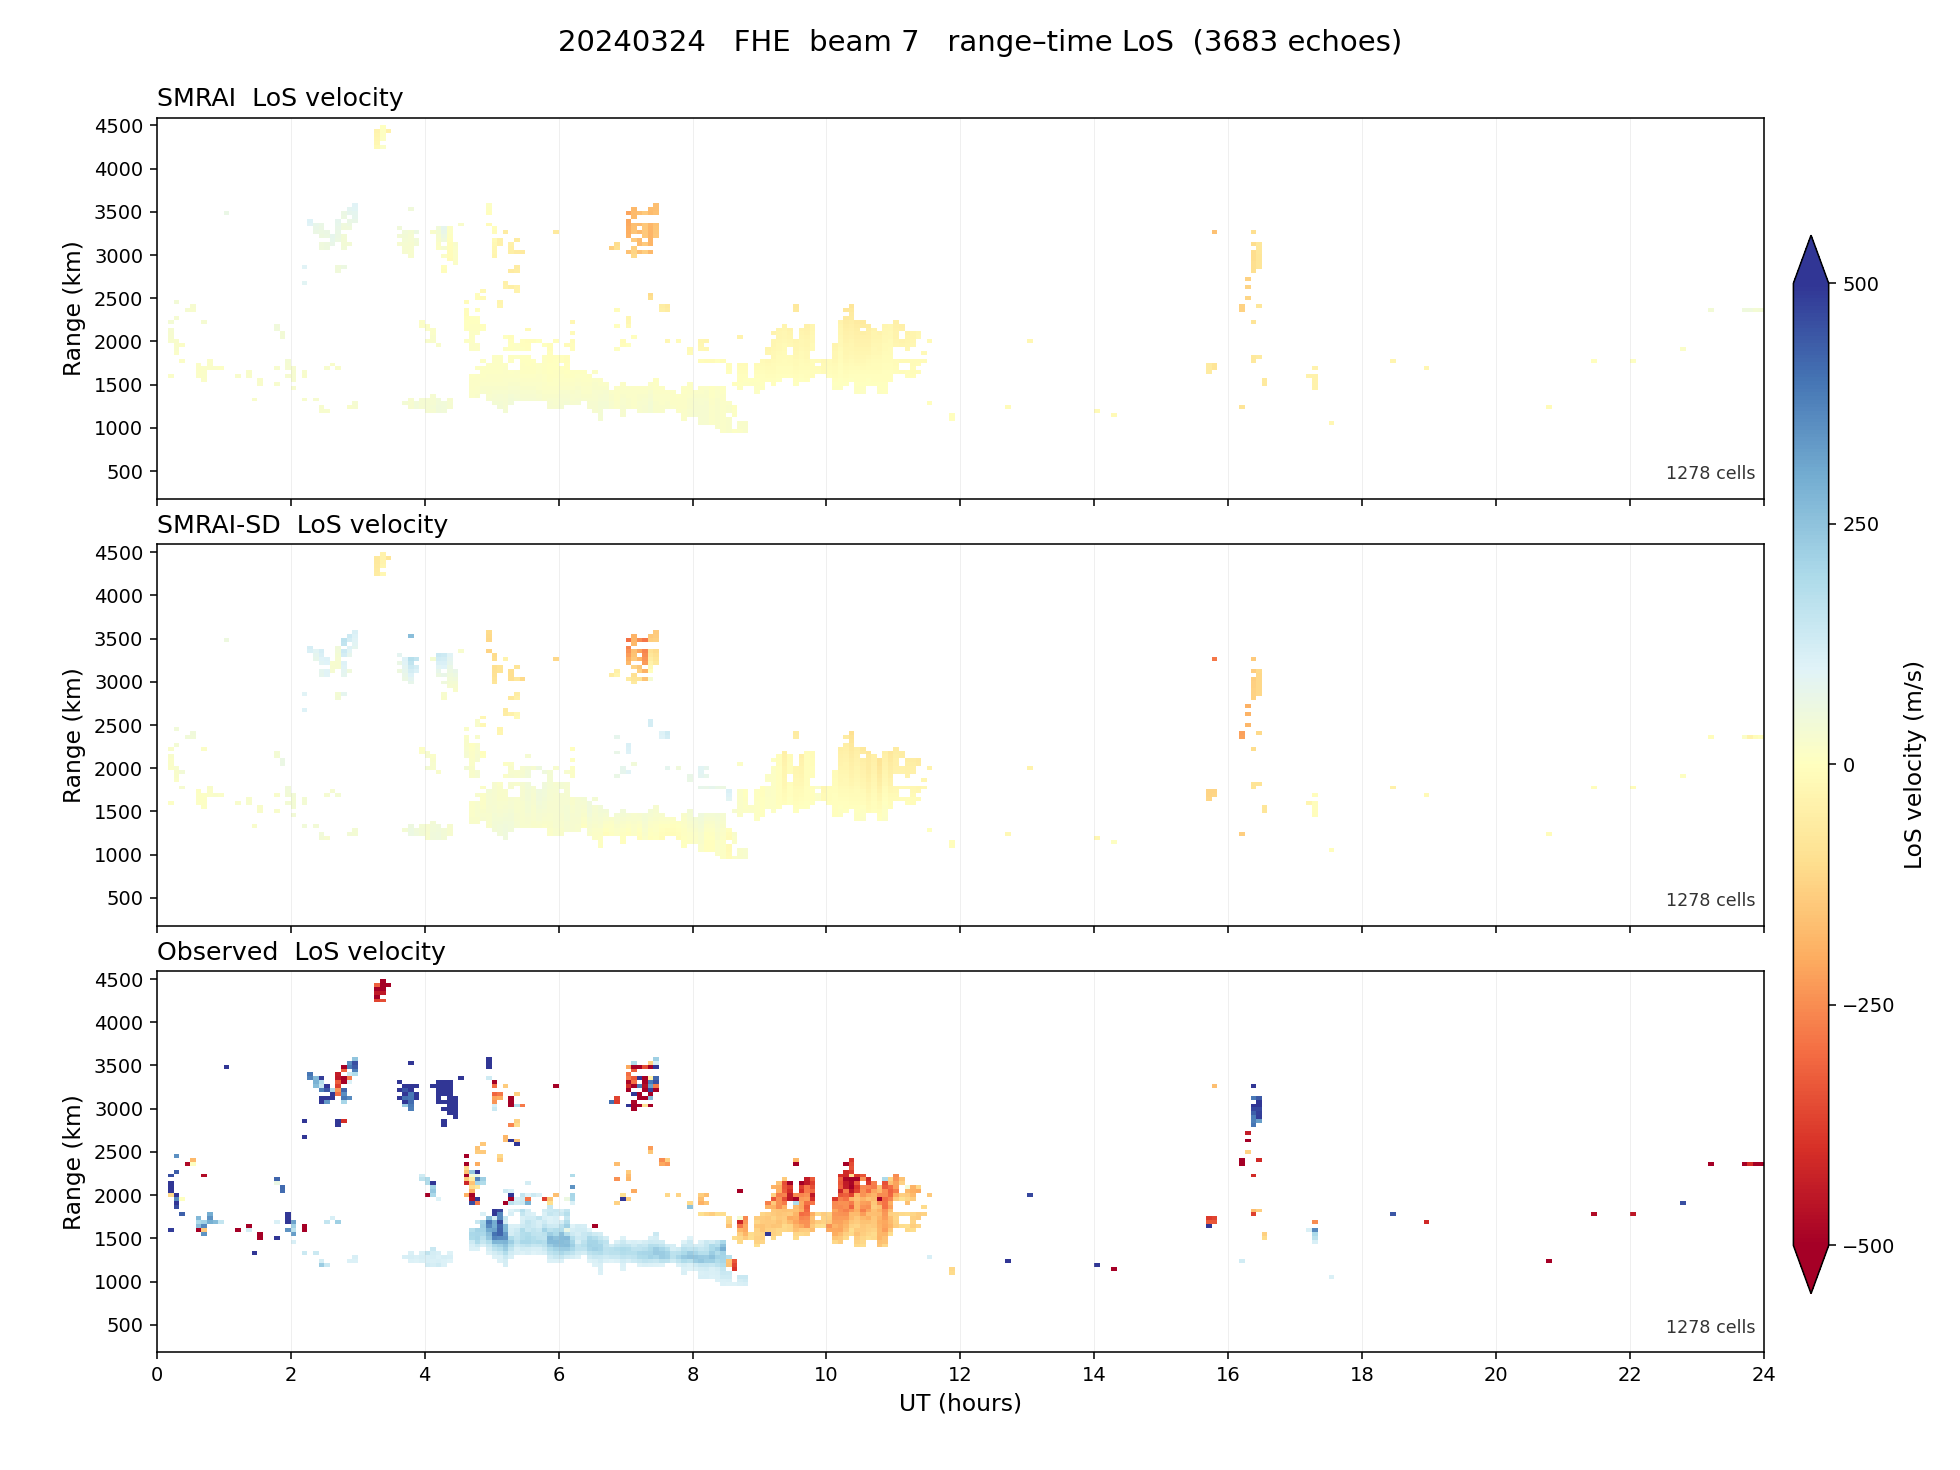 20240324   FHE  beam 7   range–time LoS  (3683 echoes)
SMRAI  LoS velocity
4500
4000
3500
3000
2500
2000
1500
1000
500
Range (km)
1278 cells
SMRAI-SD  LoS velocity
4500
4000
3500
3000
2500
2000
1500
1000
500
Range (km)
1278 cells
Observed  LoS velocity
4500
4000
3500
3000
2500
2000
1500
1000
500
Range (km)
1278 cells
0 2 4 6 8 10 12 14 16 18 20 22 24
UT (hours)
500
250
0
−250
−500
LoS velocity (m/s)